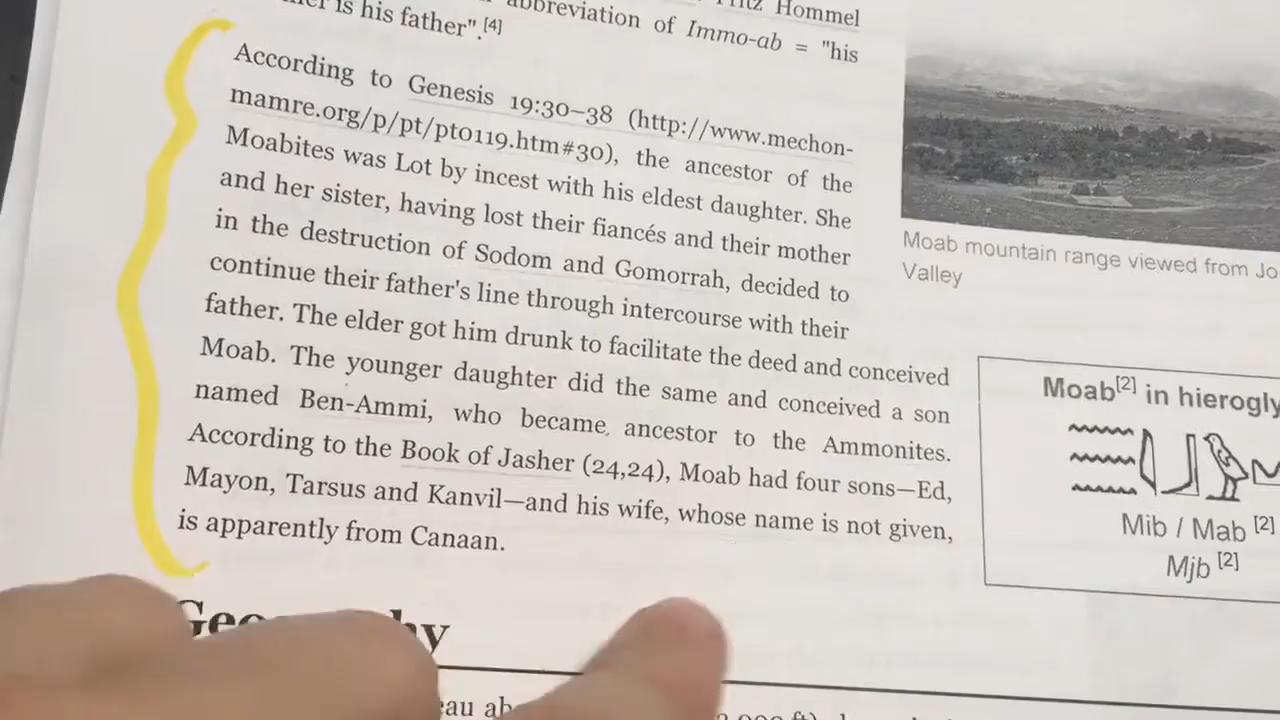 Fritz Hommel
abbreviation of Immo-ab = "his
is his father".[4]
According to Genesis 19:30–38 (http://www.mechon-
mamre.org/p/pt/pt0119.htm#30), the ancestor of the
Moabites was Lot by incest with his eldest daughter. She
and her sister, having lost their fiancés and their mother
in the destruction of Sodom and Gomorrah, decided to
continue their father's line through intercourse with their
father. The elder got him drunk to facilitate the deed and conceived
Moab. The younger daughter did the same and conceived a son
named Ben-Ammi, who became ancestor to the Ammonites.
According to the Book of Jasher (24,24), Moab had four sons—Ed,
Mayon, Tarsus and Kanvil—and his wife, whose name is not given,
is apparently from Canaan.
Moab mountain range viewed from
Valley
Moab[2] in
Mib / Mab [2]
Mjb [2]